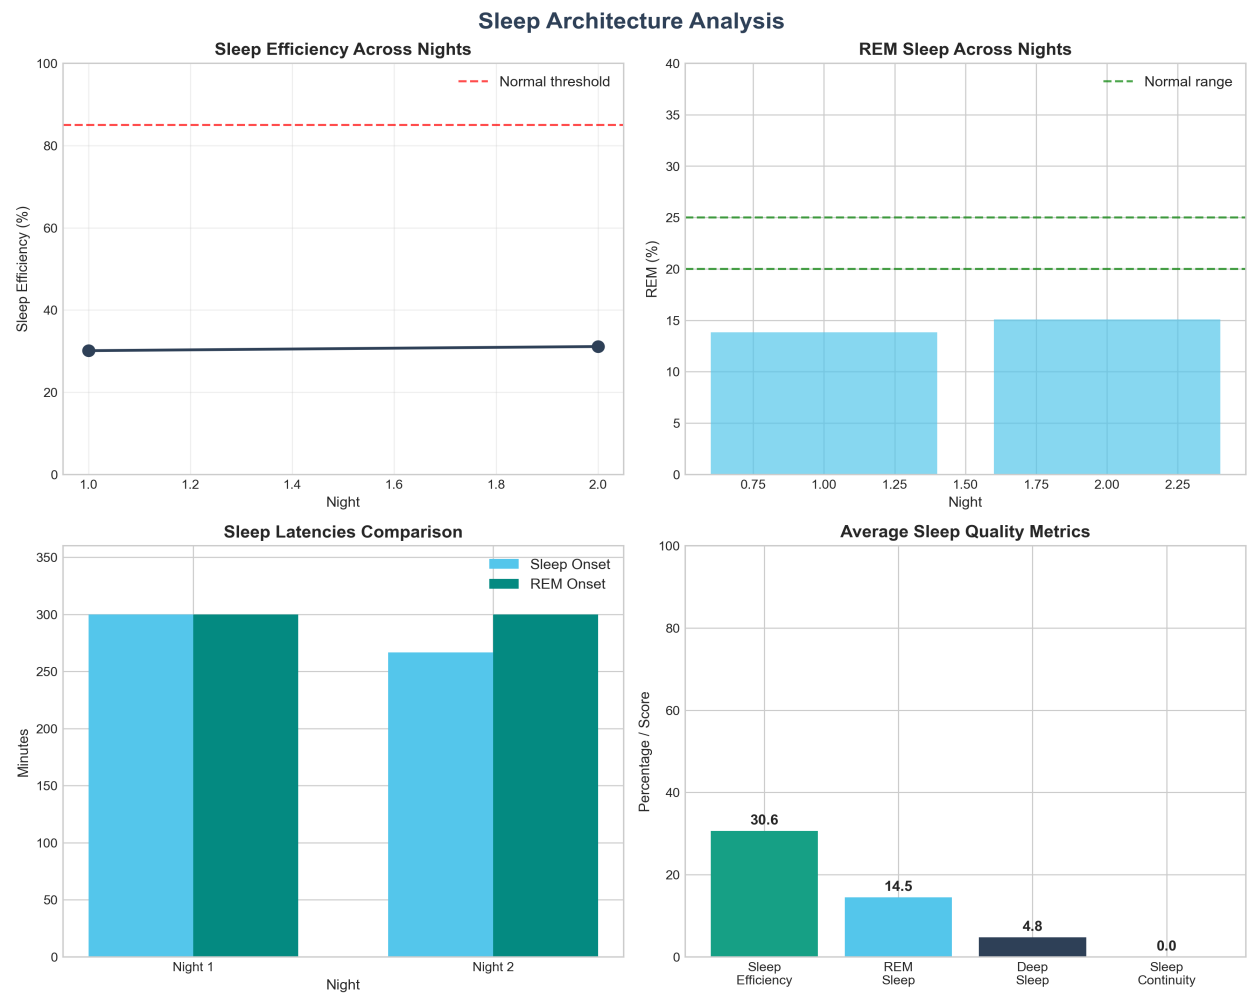 Sleep Architecture Analysis
Sleep Efficiency Across Nights
100
80
60
40
20
0
Sleep Efficiency (%)
Normal threshold
1.0 1.2 1.4 1.6 1.8 2.0
Night
REM Sleep Across Nights
40
35
30
25
20
15
10
5
0
REM (%)
Normal range
0.75 1.00 1.25 1.50 1.75 2.00 2.25
Night
Sleep Latencies Comparison
350
300
250
200
150
100
50
0
Minutes
Sleep Onset
REM Onset
Night 1 Night 2
Night
Average Sleep Quality Metrics
100
80
60
40
20
0
Percentage / Score
30.6
14.5
4.8
0.0
Sleep
Efficiency
REM
Sleep
Deep
Sleep
Sleep
Continuity